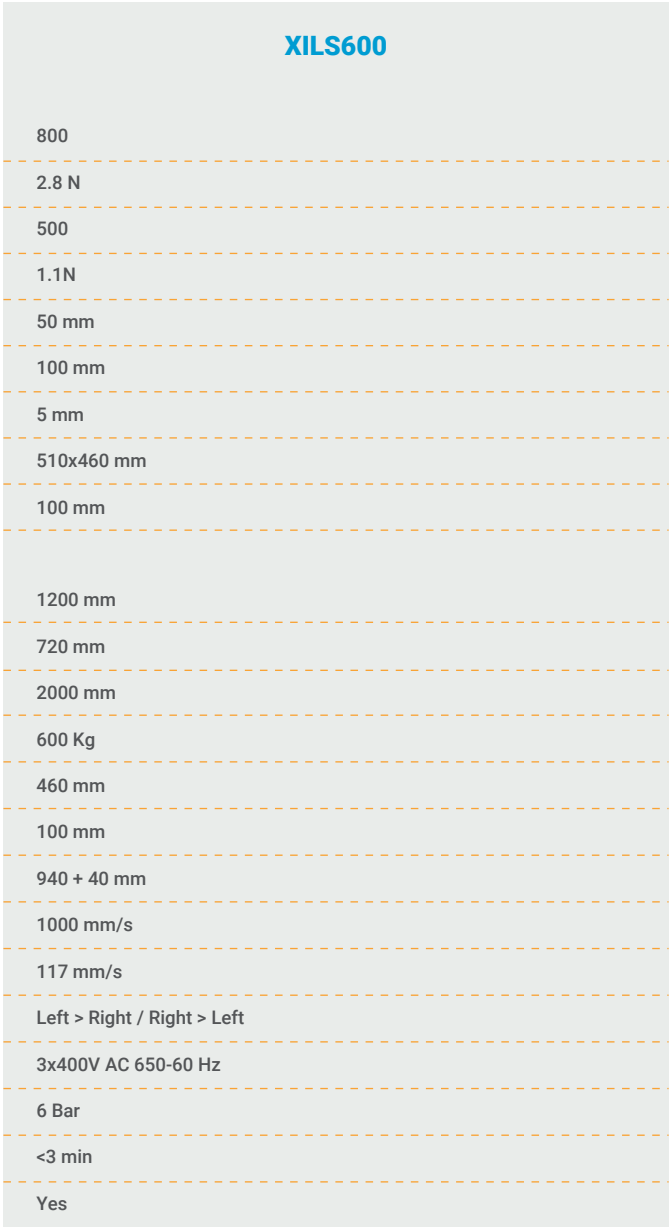 XILS600
800
2.8 N
500
1.1N
50 mm
100 mm
5 mm
510x460 mm
100 mm
1200 mm
720 mm
2000 mm
600 Kg
460 mm
100 mm
940 + 40 mm
1000 mm/s
117 mm/s
Left > Right / Right > Left
3x400V AC 650-60 Hz
6 Bar
<3 min
Yes